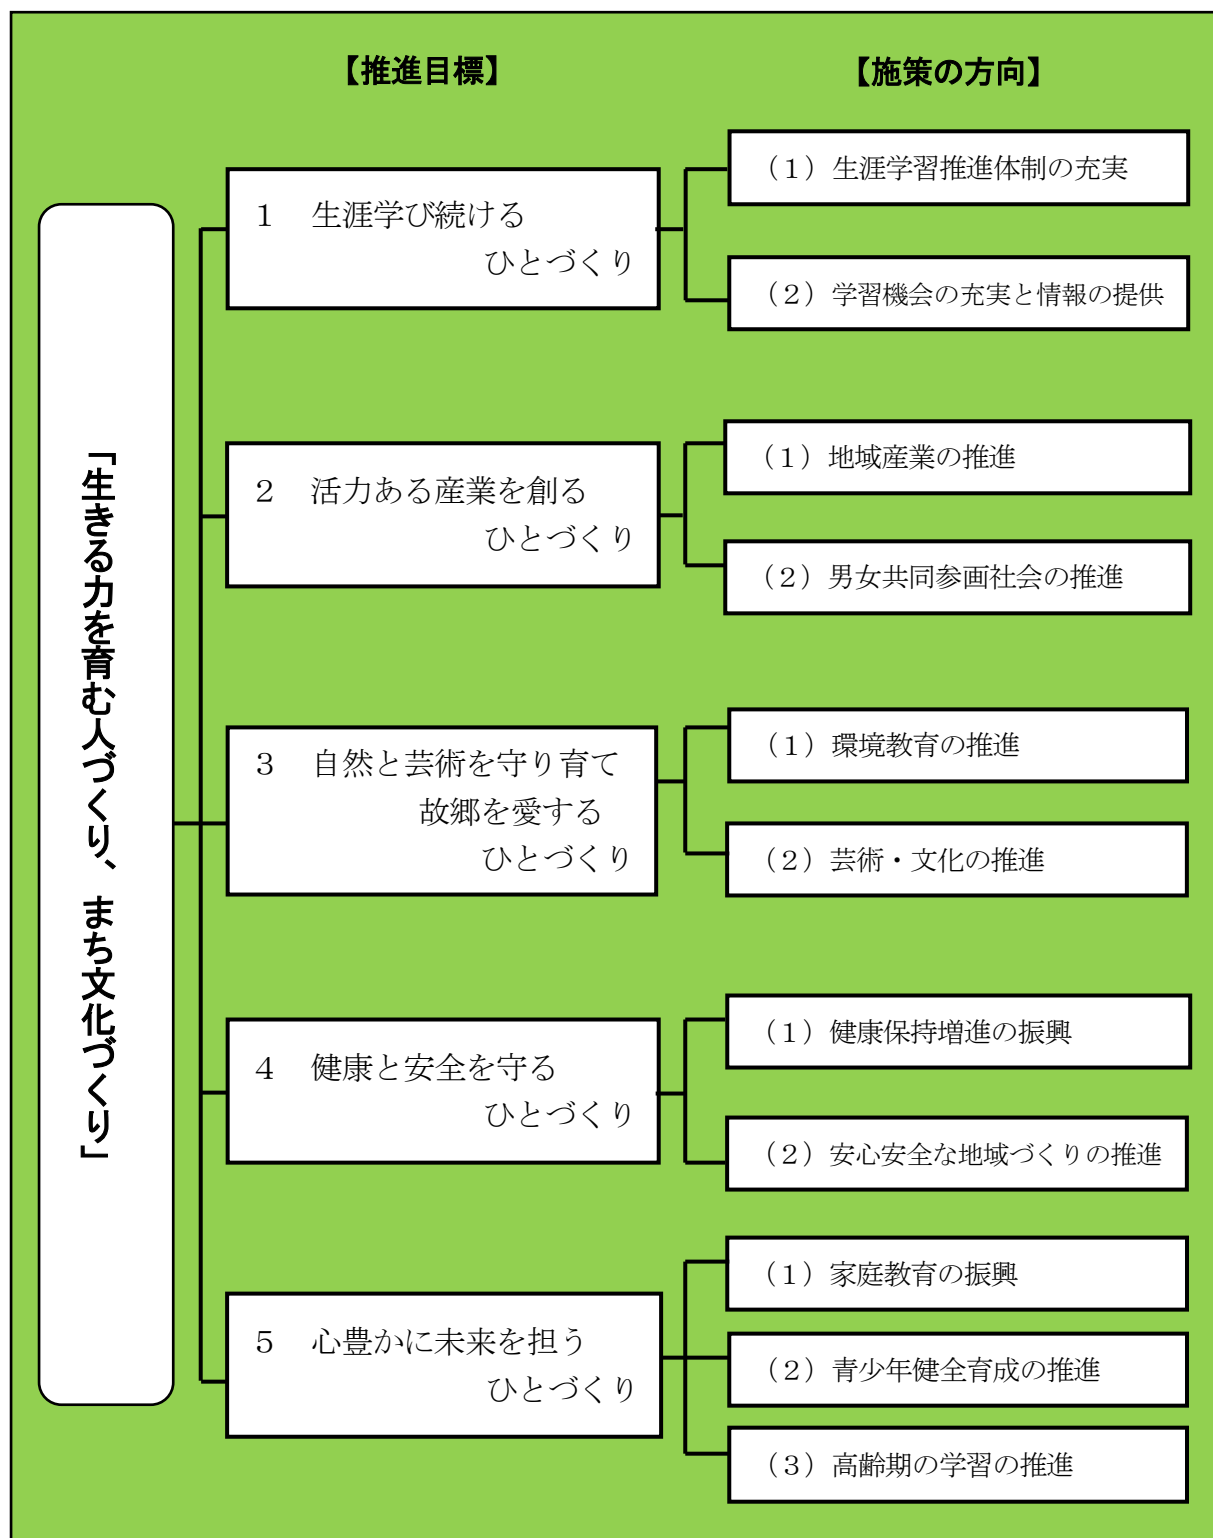 【推進目標】
【施策の方向】
「生きる力を育む人づくり、まち文化づくり」
１　生涯学び続ける
ひとづくり
（１）生涯学習推進体制の充実
（２）学習機会の充実と情報の提供
２　活力ある産業を創る
ひとづくり
（１）地域産業の推進
（２）男女共同参画社会の推進
３　自然と芸術を守り育て
故郷を愛する
ひとづくり
（１）環境教育の推進
（２）芸術・文化の推進
４　健康と安全を守る
ひとづくり
（１）健康保持増進の振興
（２）安心安全な地域づくりの推進
５　心豊かに未来を担う
ひとづくり
（１）家庭教育の振興
（２）青少年健全育成の推進
（３）高齢期の学習の推進